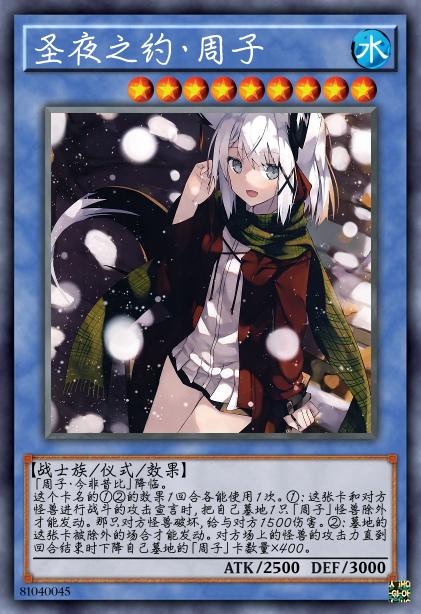 圣夜之约·周子
水
【战士族/仪式/效果】
「周子·今非昔比」降临。
这个卡名的①②的效果1回合各能使用1次。①：这张卡和对方
怪兽进行战斗的攻击宣言时，把自己墓地1只「周子」怪兽除外
才能发动。那只对方怪兽破坏，给与对方1500伤害。②：墓地的
这张卡被除外的场合才能发动。对方场上的怪兽的攻击力直到
回合结束时下降自己墓地的「周子」卡数量×400。
ATK/2500 DEF/3000
81040045